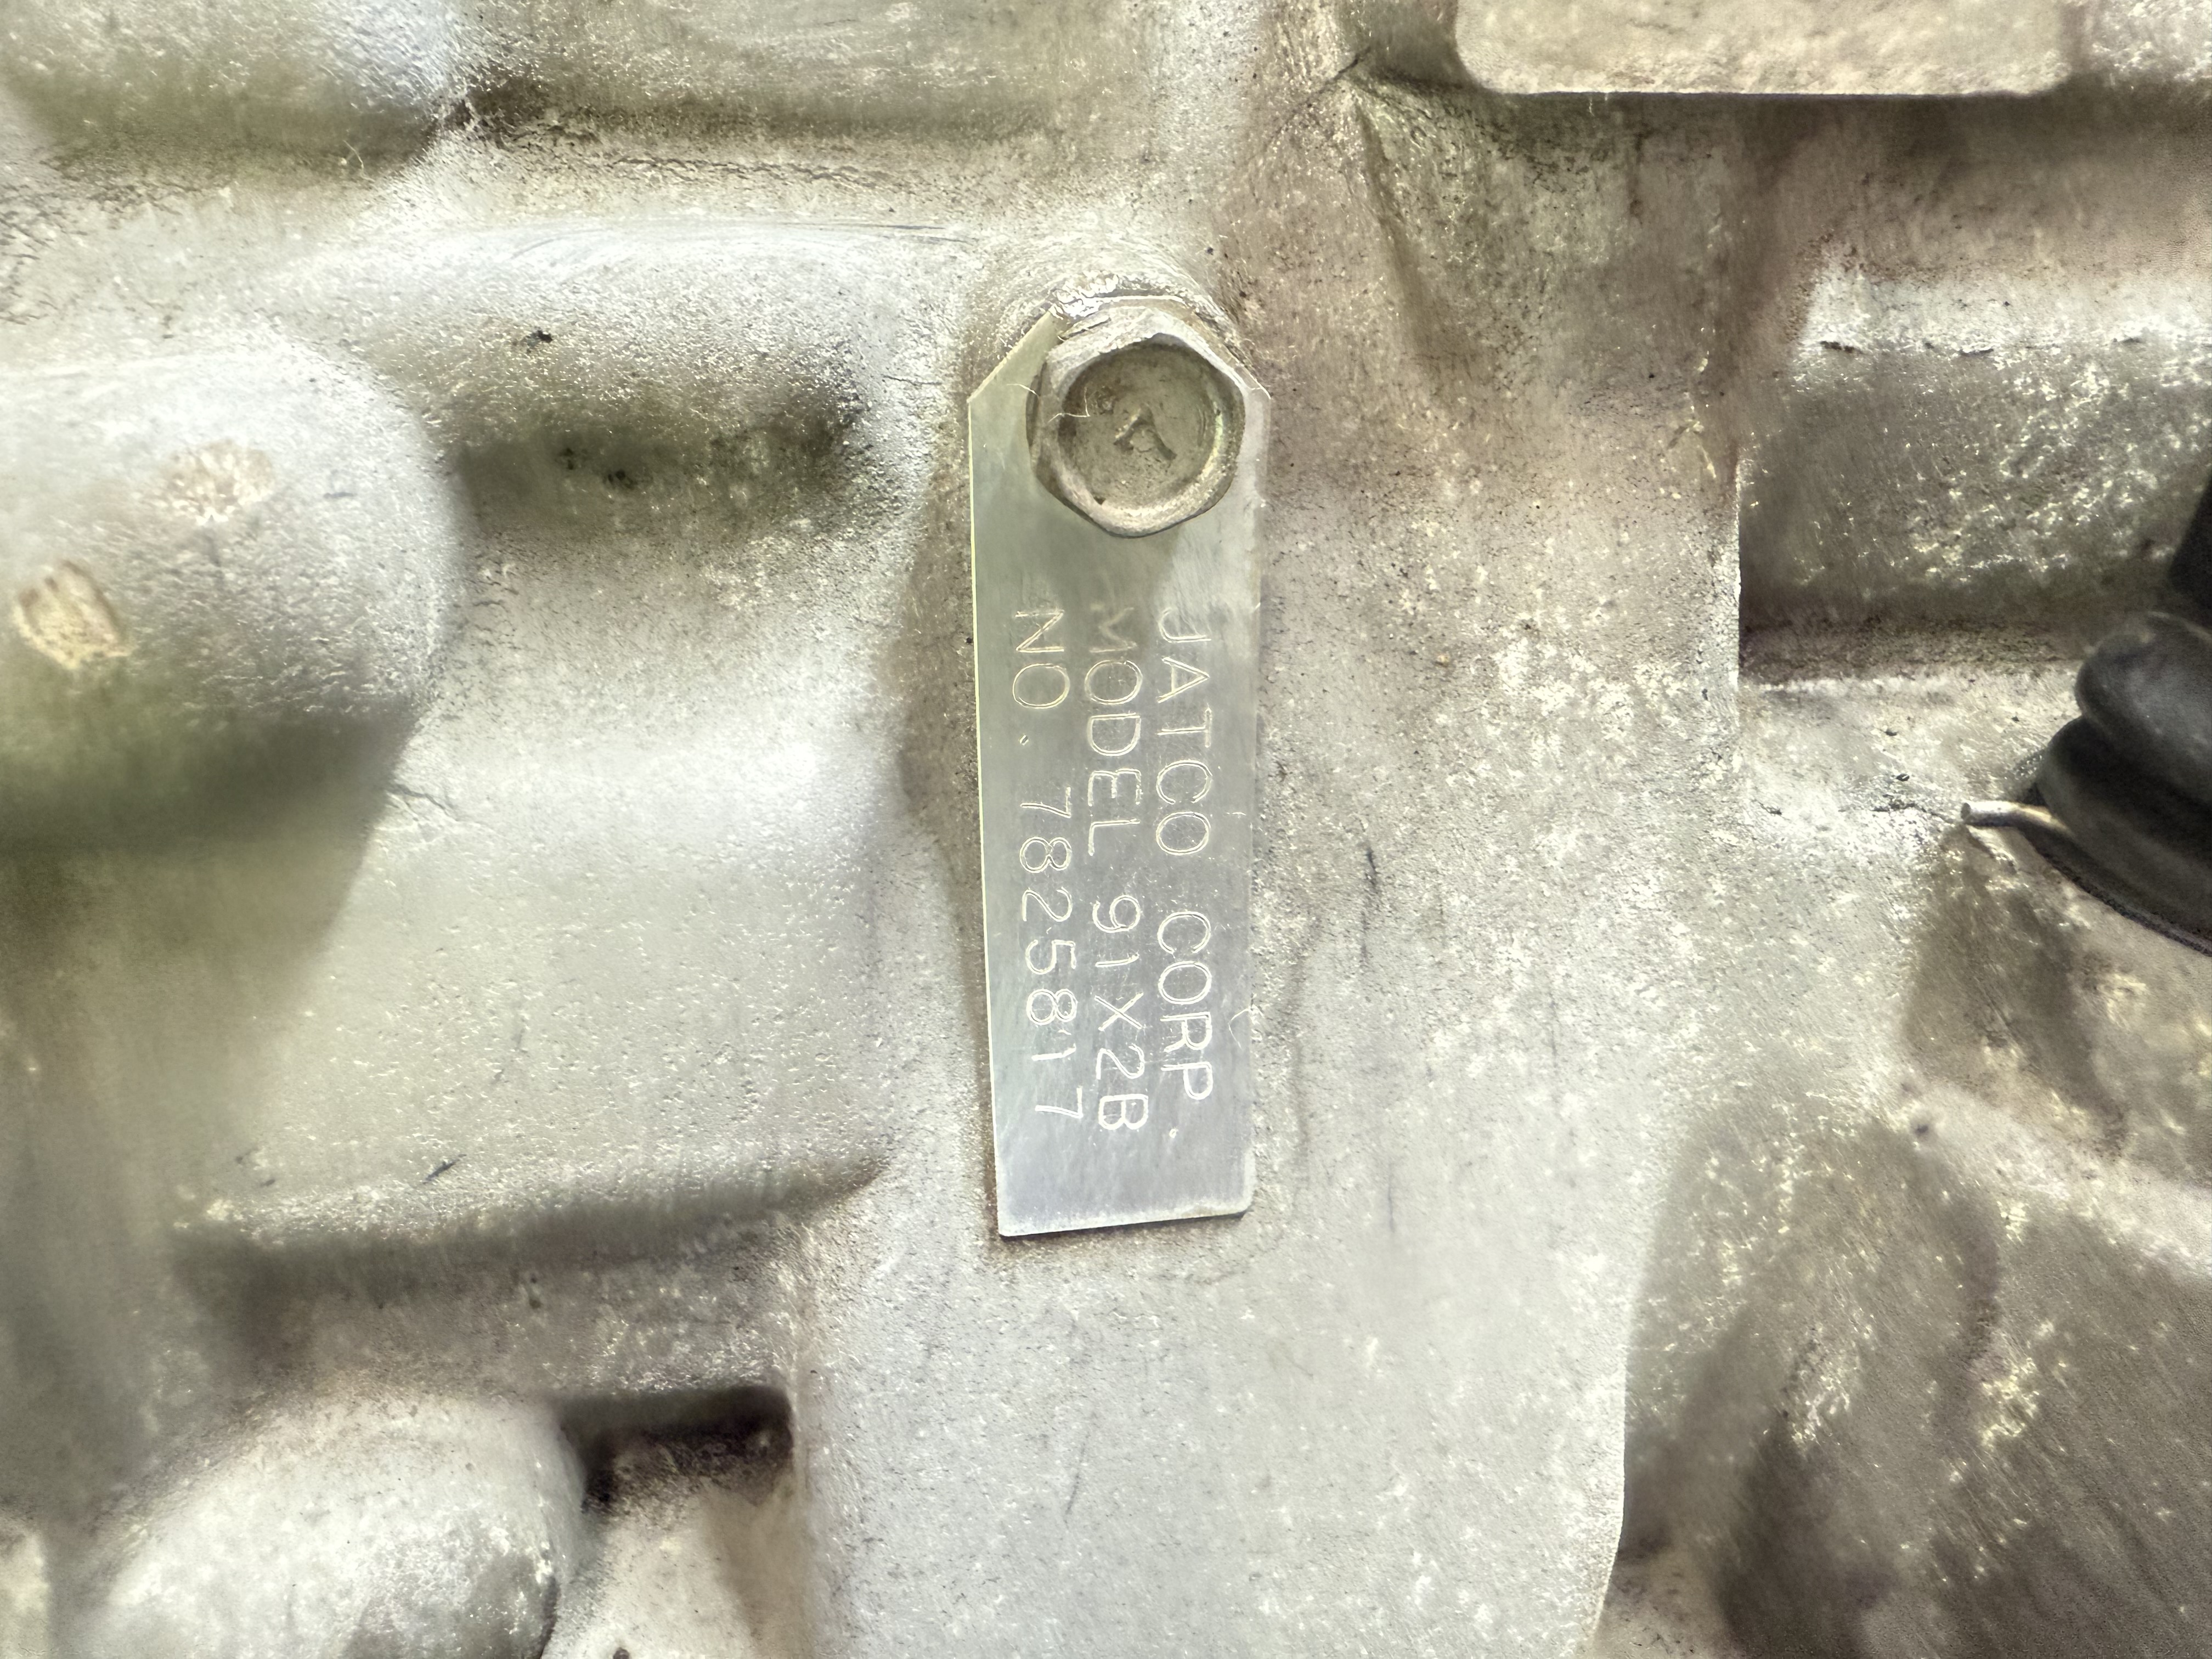 JATCO CORP.
MODEL 91X2B
NO. 7825817